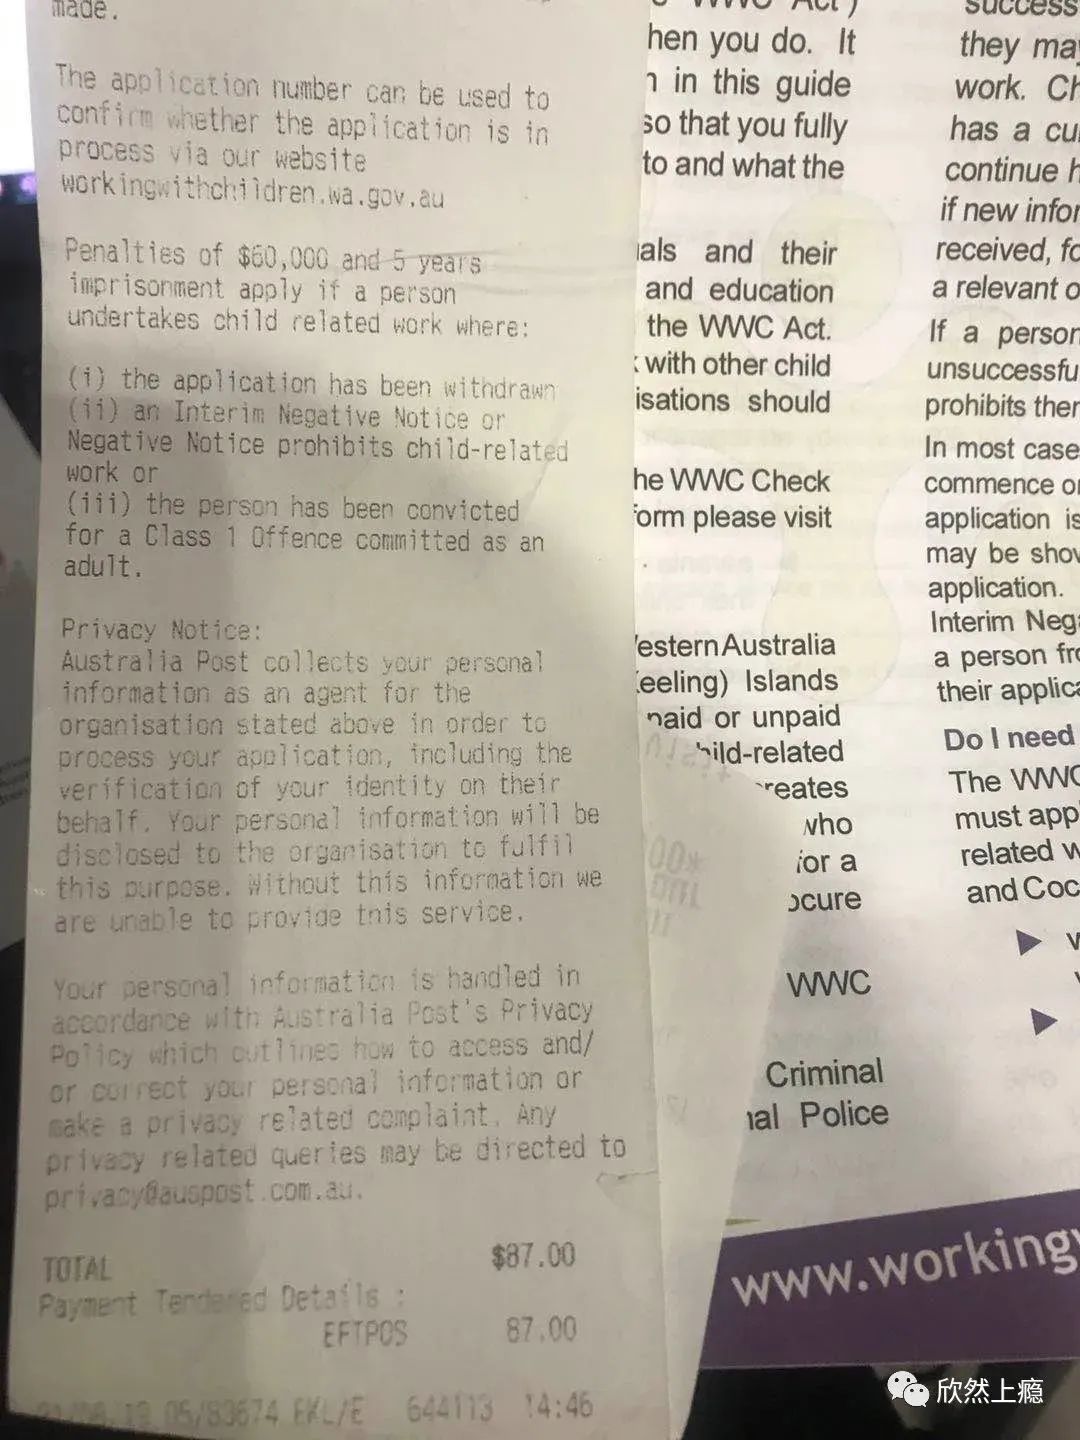 made.
The application number can be used to
confirm whether the application is in
process via our website
workingwithchildren.wa.gov.au
Penalties of $60,000 and 5 years
imprisonment apply if a person
undertakes child related work where:
(i) the application has been withdrawn
(ii) an Interim Negative Notice or
Negative Notice prohibits child-related
work or
(iii) the person has been convicted
for a Class 1 Offence committed as an
adult.
Privacy Notice:
Australia Post collects your personal
information as an agent for the
organisation stated above in order to
process your application, including the
verification of your identity on their
behalf. Your personal information will be
disclosed to the organisation to fulfil
this purpose. Without this information we
are unable to provide this service.
Your personal information is handled in
accordance with Australia Post's Privacy
Policy which outlines how to access and/
or correct your personal information or
make a privacy related complaint. Any
privacy related queries may be directed to
privacy@auspost.com.au.
TOTAL $87.00
Payment Tendered Details :
EFTPOS 87.00
05/83674 EKL/E 644113 14:46
WWC Act)
hen you do. It
n in this guide
so that you fully
to and what the
als and their
and education
the WWC Act.
with other child
isations should
he WWC Check
form please visit
estern Australia
eeling) Islands
paid or unpaid
hild-related
reates
who
for a
ocure
WWC
Criminal
nal Police
success
they may
work. Ch
has a cu
continue h
if new infor
received, fo
a relevant o
If a person
unsuccessfu
prohibits ther
In most case
commence or
application is
may be show
application.
Interim Nega
a person fro
their applica
Do I need
The WWC
must app
related w
and Coc
www.working
欣然上瘾